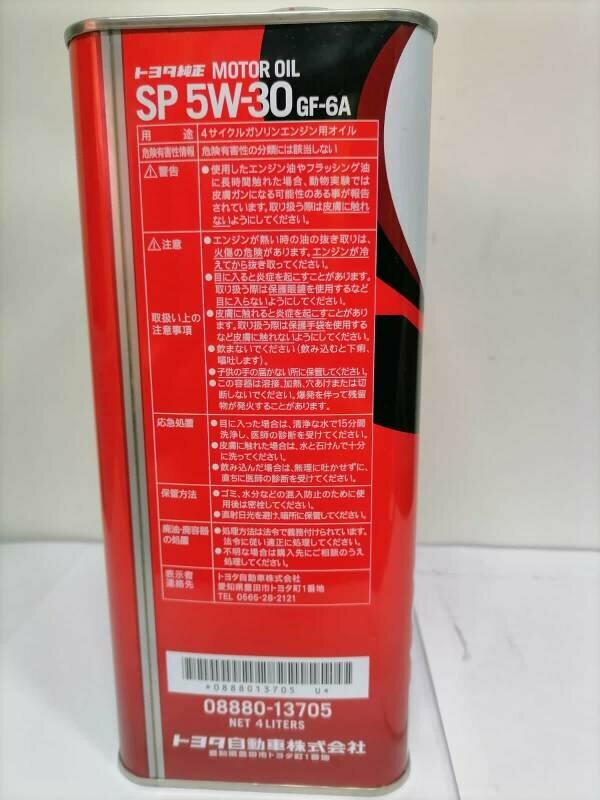 トヨタ純正 MOTOR OIL
SP 5W-30 GF-6A
用途 4サイクルガソリンエンジン用オイル
危険有害性情報 危険有害性の分類には該当しない
⚠警告 ●使用したエンジン油やフラッシング油
に長時間触れた場合、動物実験では
皮膚ガンになる可能性のある事が報告
されています。取り扱う際は皮膚に触れ
ないようにしてください。
⚠注意 ●エンジンが熱い時の油の抜き取りは、
火傷の危険があります。エンジンが冷
えてから抜き取ってください。
●目に入ると炎症を起こすことがあります。
取り扱う際は保護眼鏡を使用するなど
目に入らないようにしてください。
取扱い上の
注意事項
●皮膚に触れると炎症を起こすことがあり
ます。取り扱う際は保護手袋を使用する
など皮膚に触れないようにしてください。
●飲まないでください(飲み込むと下痢、
嘔吐します)。
●子供の手の届かない所に保管してください。
●この容器は溶接、加熱、穴あけまたは切
断しないでください。爆発を伴って残留
物が発火することがあります。
応急処置 ●目に入った場合は、清浄な水で15分間
洗浄し、医師の診断を受けてください。
●皮膚に触れた場合は、水と石けんで十分
に洗ってください。
●飲み込んだ場合は、無理に吐かせずに、
直ちに医師の診断を受けてください。
保管方法 ●ゴミ、水分などの混入防止のために使
用後は密栓してください。
●直射日光を避け、暗所に保管してください。
廃油・廃容器
の処置
●処理方法は法令で義務付けられています。
法令に従い適正に処理してください。
●不明な場合は購入先にご相談のうえ
処理してください。
表示者
連絡先
トヨタ自動車株式会社
愛知県豊田市トヨタ町1番地
TEL 0565-28-2121
*0888013705 U*
08880-13705
NET 4 LITERS
トヨタ自動車株式会社
愛知県豊田市トヨタ町1番地